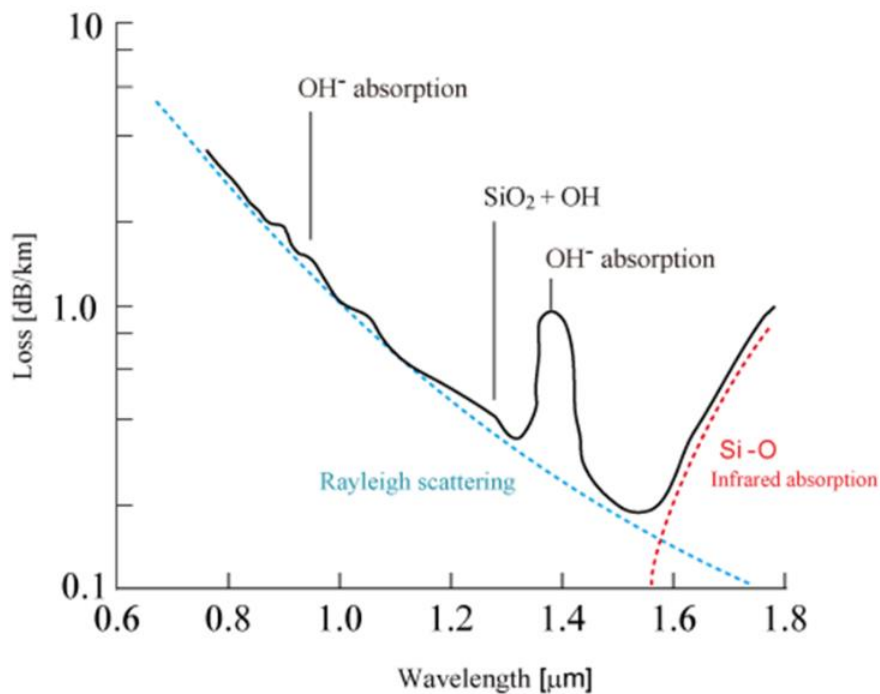 10
OH⁻ absorption
SiO₂ + OH
OH⁻ absorption
Loss [dB/km]
1.0
Si-O
Rayleigh scattering
Infrared absorption
0.1
0.6 0.8 1.0 1.2 1.4 1.6 1.8
Wavelength [μm]